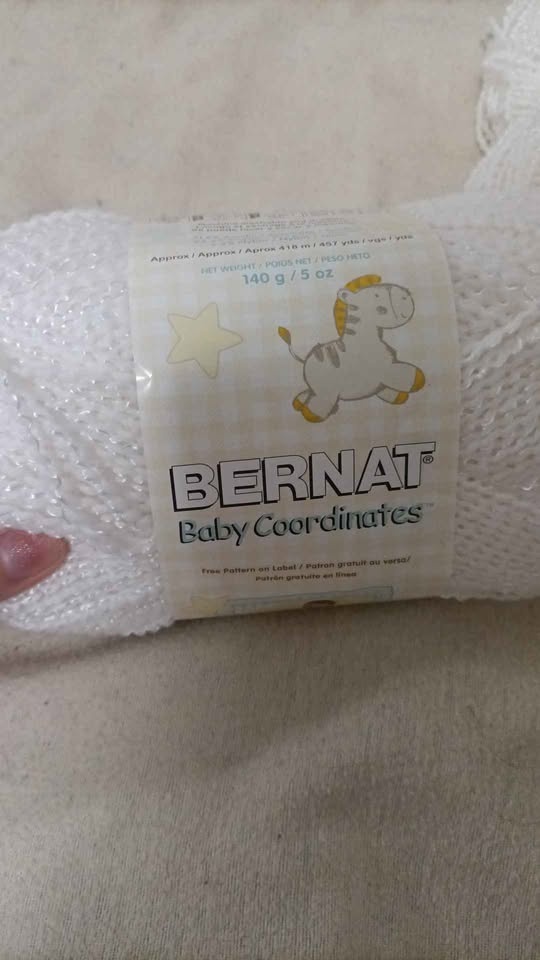 Approx / Approx / Aprox 418 m / 457 yds / vgs / yds
NET WEIGHT / POIDS NET / PESO NETO
140 g / 5 oz
BERNAT®
Baby Coordinates™
Free Pattern on Label / Patron gratuit au verso/
Patrón gratuito en línea